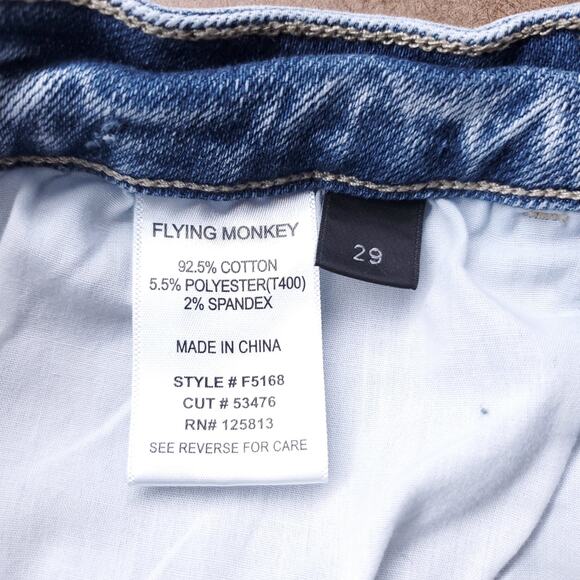 FLYING MONKEY
92.5% COTTON
5.5% POLYESTER(T400)
2% SPANDEX
MADE IN CHINA
STYLE # F5168
CUT # 53476
RN# 125813
SEE REVERSE FOR CARE
29